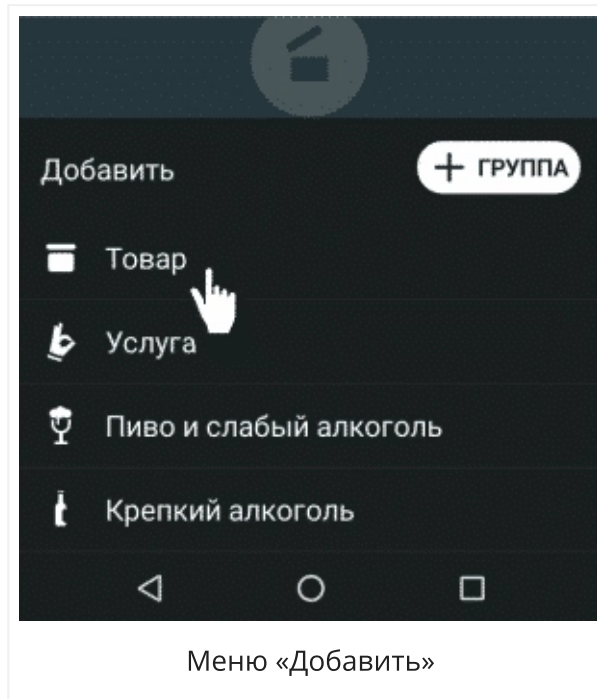 Добавить
ГРУППА
Товар
Услуга
Пиво и слабый алкоголь
Крепкий алкоголь
Меню «Добавить»